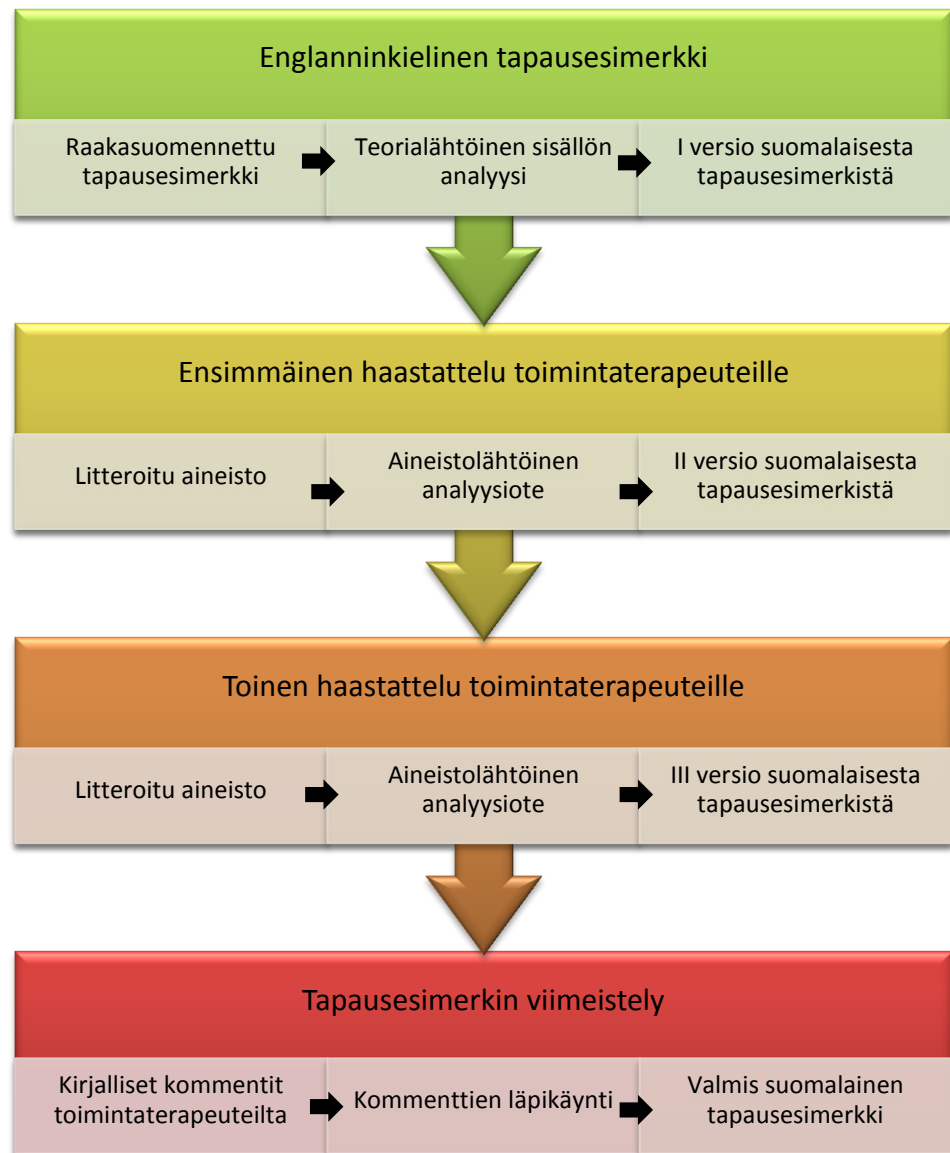 Englanninkielinen tapausesimerkki
Raakasuomennettu
tapausesimerkki
Teorialähtöinen sisällön
analyysi
I versio suomalaisesta
tapausesimerkistä
Ensimmäinen haastattelu toimintaterapeuteille
Litteroitu aineisto
Aineistolähtöinen
analyysiote
II versio suomalaisesta
tapausesimerkistä
Toinen haastattelu toimintaterapeuteille
Litteroitu aineisto
Aineistolähtöinen
analyysiote
III versio suomalaisesta
tapausesimerkistä
Tapausesimerkin viimeistely
Kirjalliset kommentit
toimintaterapeuteilta
Kommenttien läpikäynti
Valmis suomalainen
tapausesimerkki